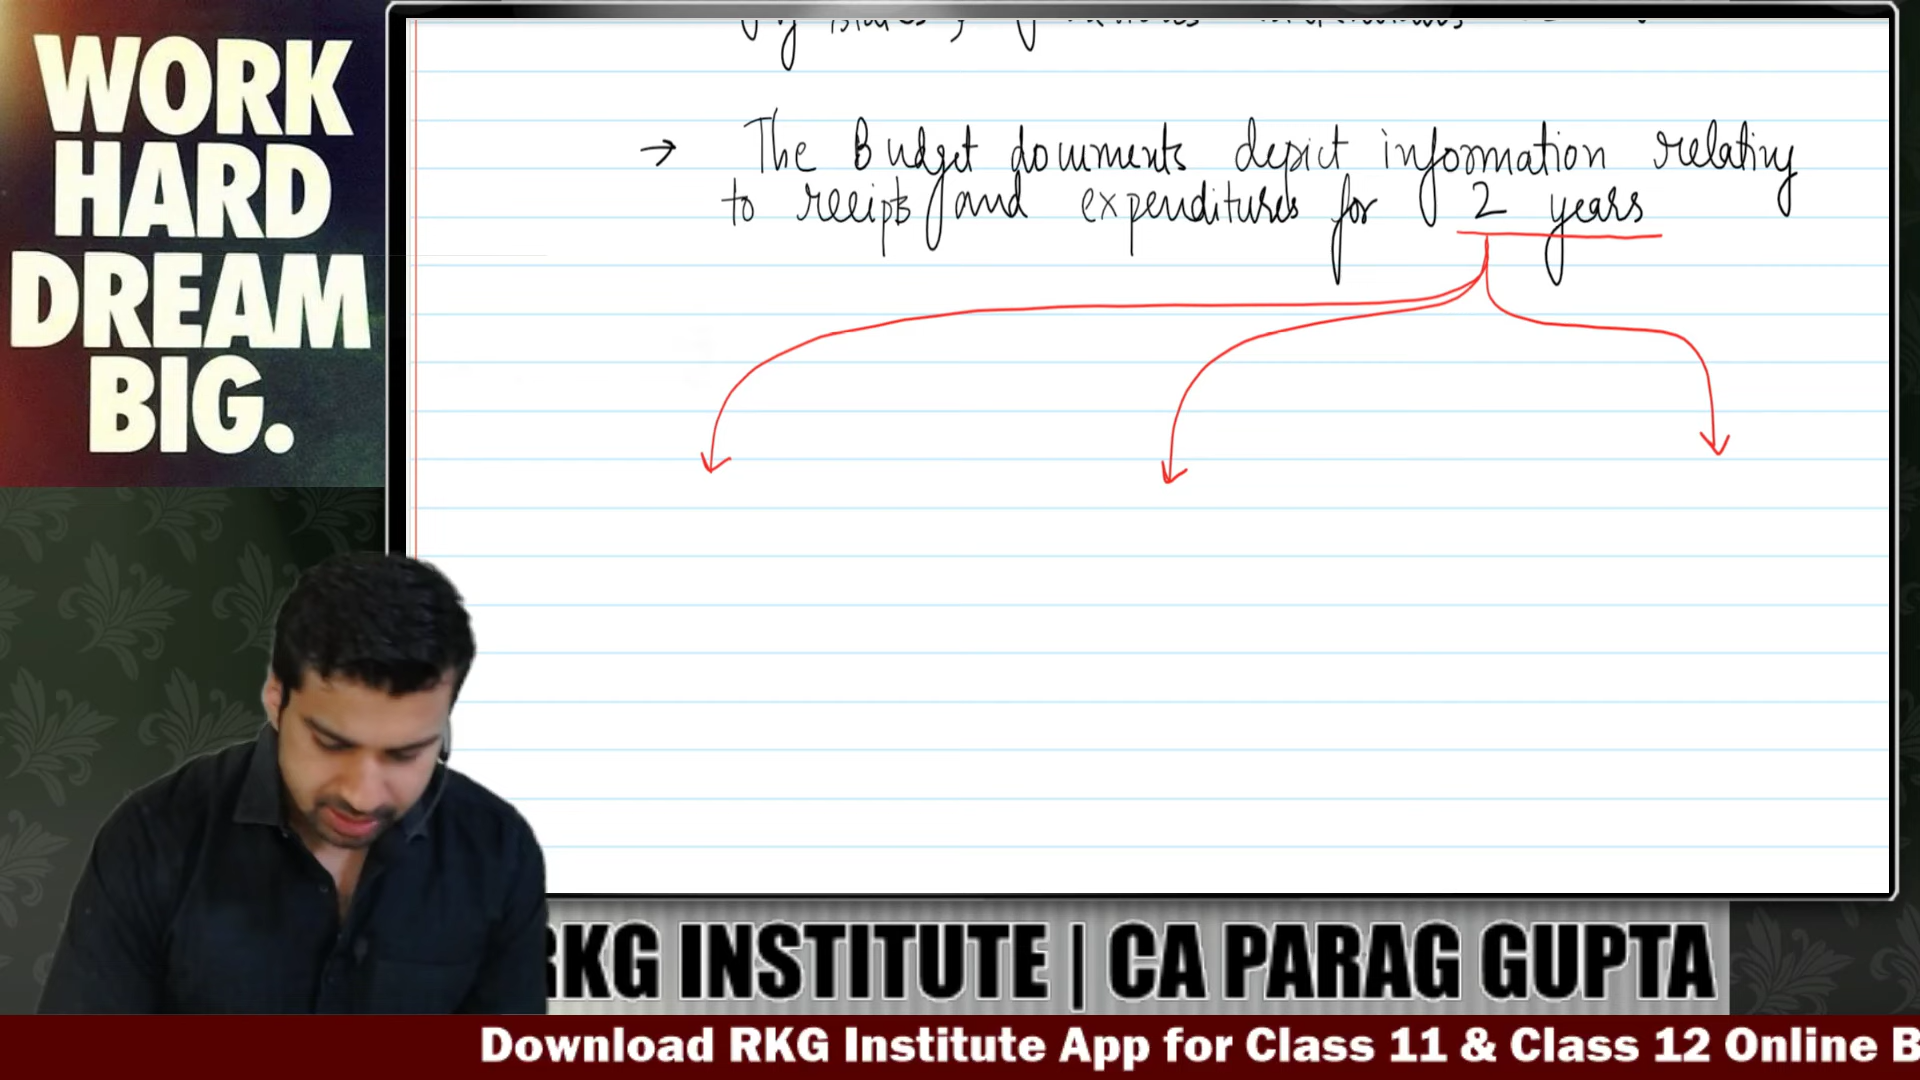 WORK
HARD
DREAM
BIG.
→ The Budget documents depict information relating
to receipts and expenditures for 2 years
RKG INSTITUTE | CA PARAG GUPTA
Download RKG Institute App for Class 11 & Class 12 Online B